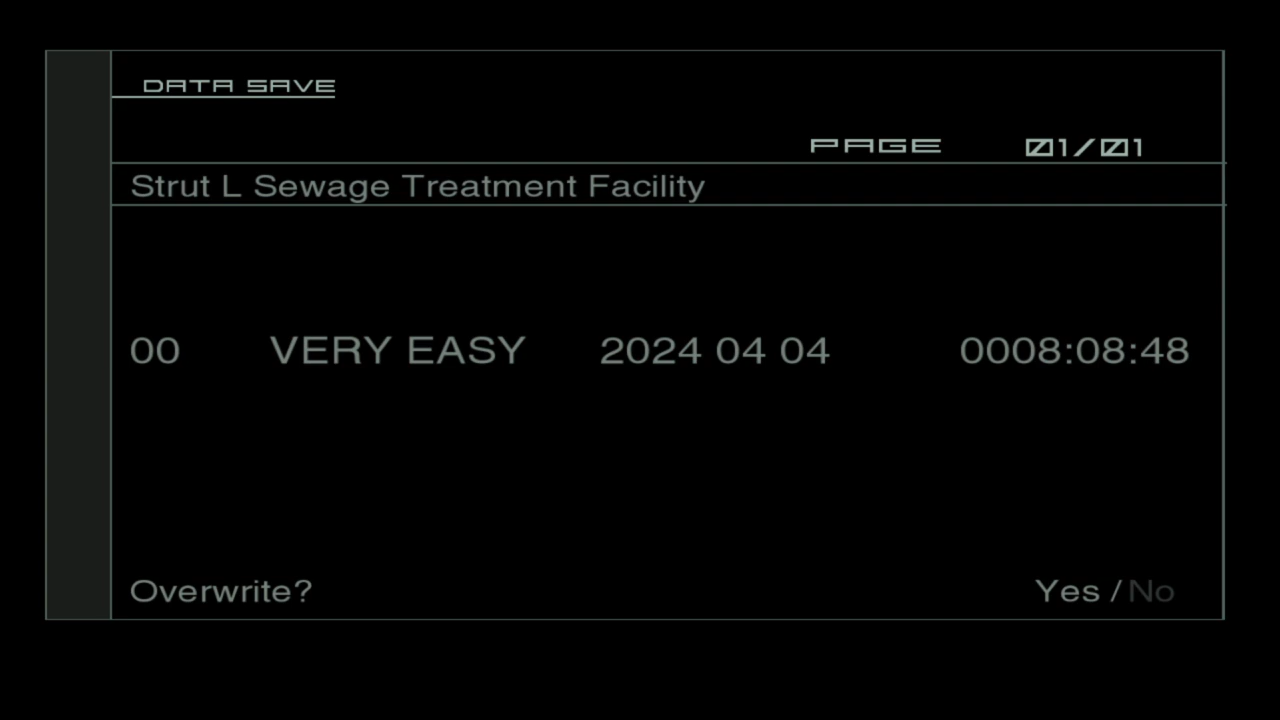 DATA SAVE
PAGE 01/01
Strut L Sewage Treatment Facility
00 VERY EASY 2024 04 04 0008:08:48
Overwrite? Yes / No